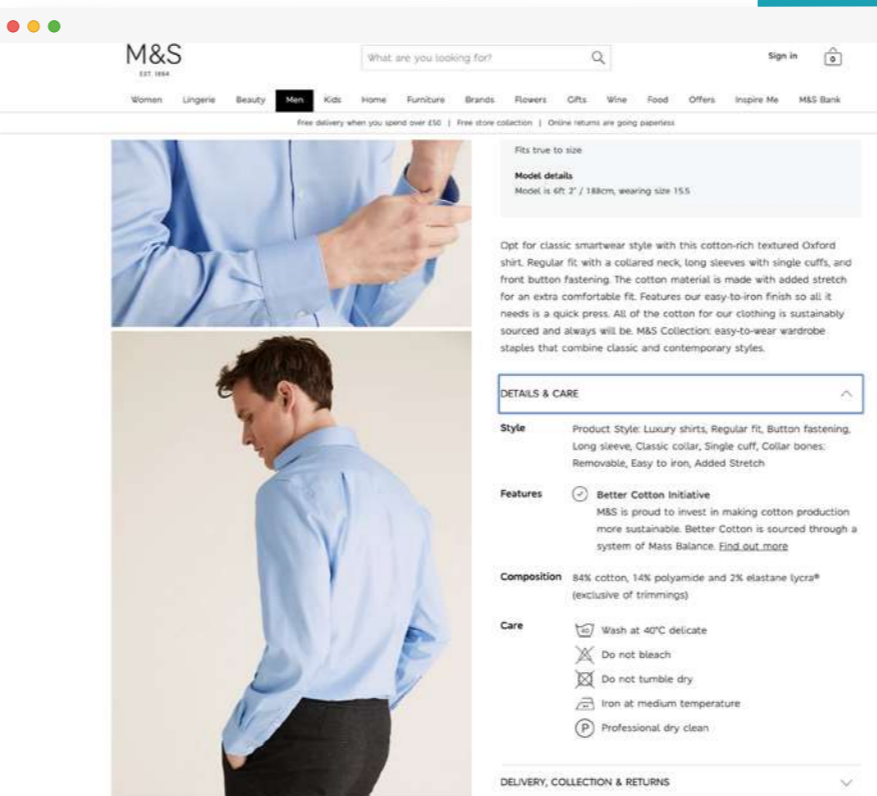 M&S
EST. 1884
What are you looking for?
Sign in
0
Women Lingerie Beauty Men Kids Home Furniture Brands Flowers Gifts Wine Food Offers Inspire Me M&S Bank
Free delivery when you spend over £50 | Free store collection | Online returns are going paperless
Fits true to size
Model details
Model is 6ft 2" / 188cm, wearing size 15.5
Opt for classic smartwear style with this cotton-rich textured Oxford
shirt. Regular fit with a collared neck, long sleeves with single cuffs, and
front button fastening. The cotton material is made with added stretch
for an extra comfortable fit. Features our easy-to-iron finish so all it
needs is a quick press. All of the cotton for our clothing is sustainably
sourced and always will be. M&S Collection: easy-to-wear wardrobe
staples that combine classic and contemporary styles.
DETAILS & CARE
Style Product Style: Luxury shirts, Regular fit, Button fastening,
Long sleeve, Classic collar, Single cuff, Collar bones:
Removable, Easy to iron, Added Stretch
Features Better Cotton Initiative
M&S is proud to invest in making cotton production
more sustainable. Better Cotton is sourced through a
system of Mass Balance. Find out more
Composition 84% cotton, 14% polyamide and 2% elastane lycra®
(exclusive of trimmings)
Care 40 Wash at 40°C delicate
Do not bleach
Do not tumble dry
Iron at medium temperature
P Professional dry clean
DELIVERY, COLLECTION & RETURNS